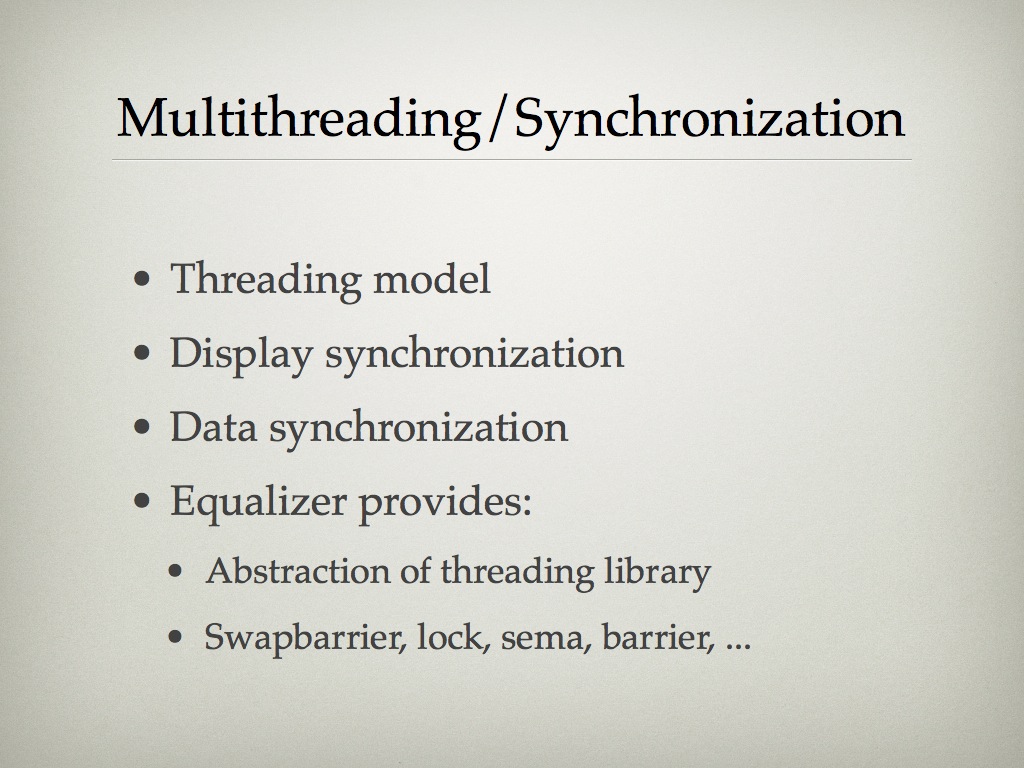 Multithreading/Synchronization
• Threading model
• Display synchronization
• Data synchronization
• Equalizer provides:
• Abstraction of threading library
• Swapbarrier, lock, sema, barrier, ...